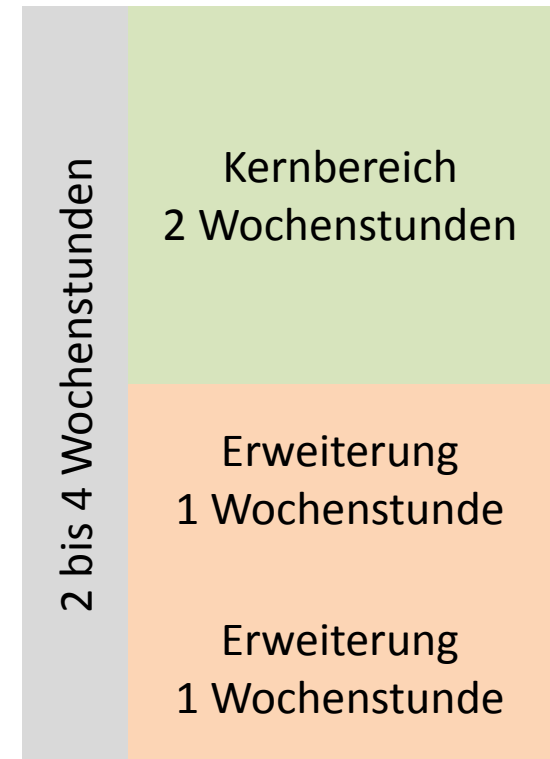 2 bis 4 Wochenstunden
Kernbereich
2 Wochenstunden
Erweiterung
1 Wochenstunde
Erweiterung
1 Wochenstunde